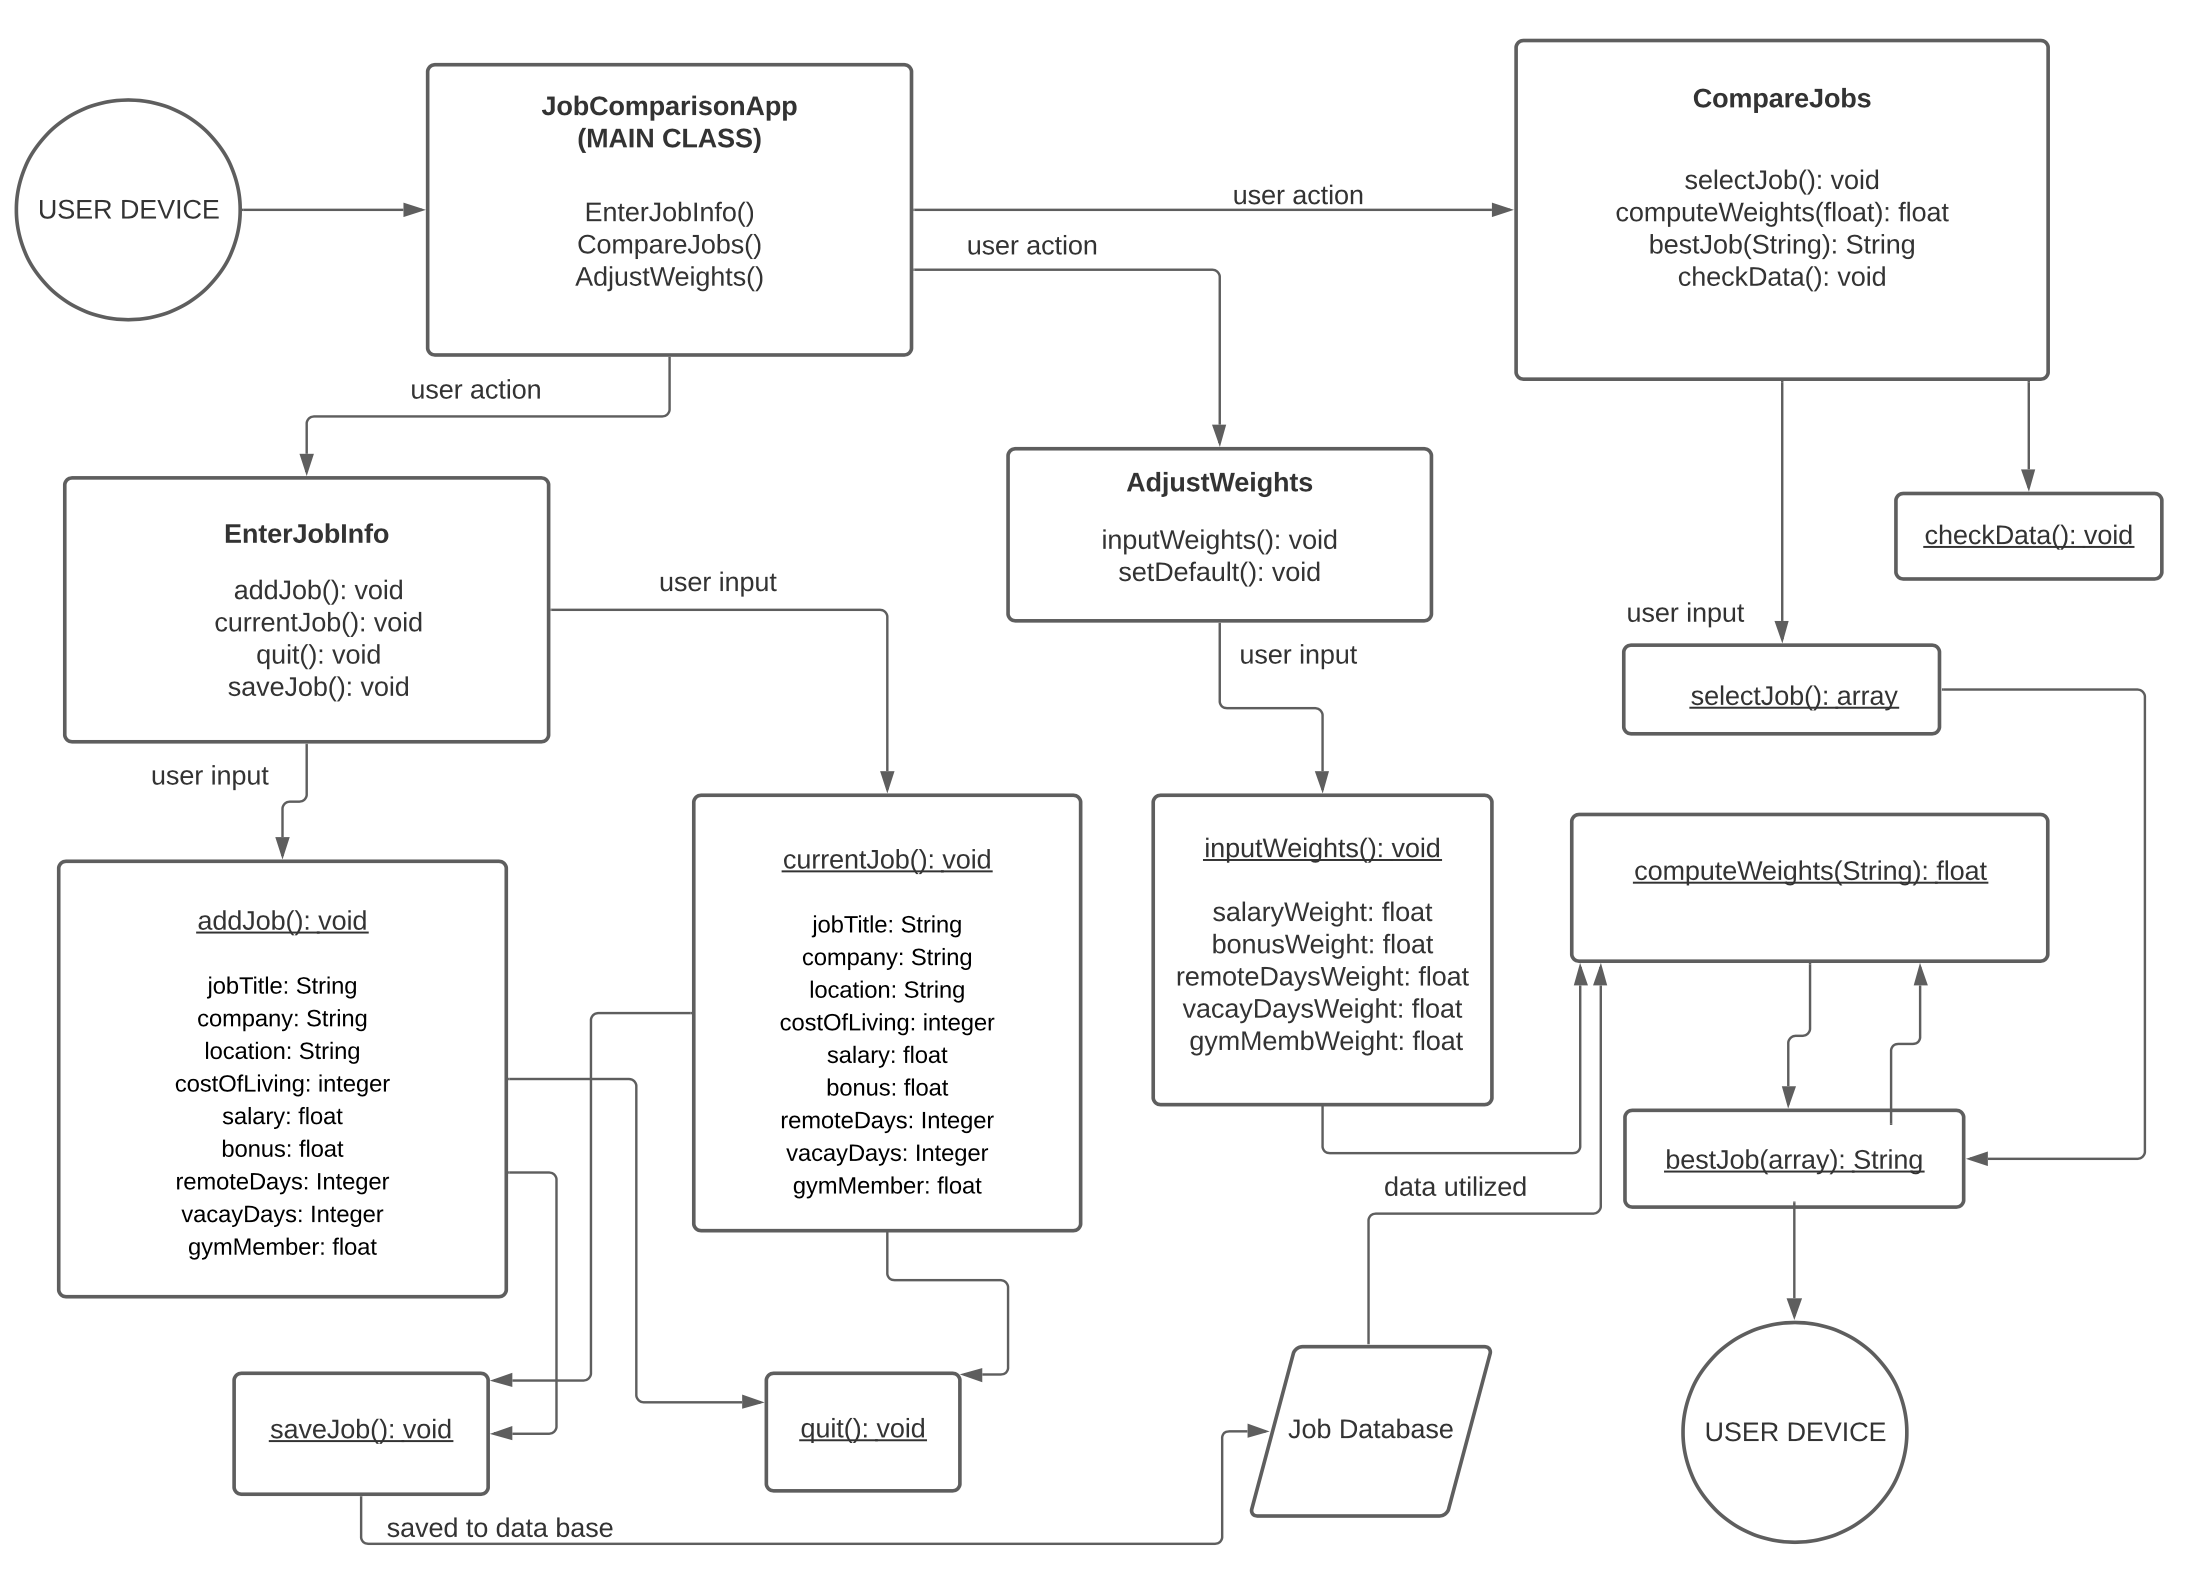 USER DEVICE
JobComparisonApp
(MAIN CLASS)
EnterJobInfo()
CompareJobs()
AdjustWeights()
user action
user action
user action
CompareJobs
selectJob(): void
computeWeights(float): float
bestJob(String): String
checkData(): void
EnterJobInfo
addJob(): void
currentJob(): void
quit(): void
saveJob(): void
user input
user input
AdjustWeights
inputWeights(): void
setDefault(): void
user input
checkData(): void
user input
selectJob(): array
addJob(): void
jobTitle: String
company: String
location: String
costOfLiving: integer
salary: float
bonus: float
remoteDays: Integer
vacayDays: Integer
gymMember: float
currentJob(): void
jobTitle: String
company: String
location: String
costOfLiving: integer
salary: float
bonus: float
remoteDays: Integer
vacayDays: Integer
gymMember: float
inputWeights(): void
salaryWeight: float
bonusWeight: float
remoteDaysWeight: float
vacayDaysWeight: float
gymMembWeight: float
computeWeights(String): float
bestJob(array): String
data utilized
saveJob(): void
quit(): void
Job Database
USER DEVICE
saved to data base